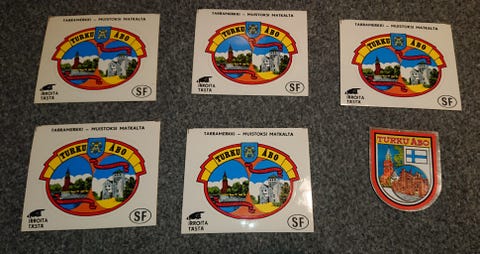 TARRAMERKKI – MUISTOKSI MATKALTA
TURKU ÅBO
IRROITA
TÄSTÄ
SF
TARRAMERKKI – MUISTOKSI MATKALTA
TURKU ÅBO
IRROITA
TÄSTÄ
SF
TARRAMERKKI – MUISTOKSI MATKALTA
TURKU ÅBO
IRROITA
TÄSTÄ
SF
TARRAMERKKI – MUISTOKSI MATKALTA
TURKU ÅBO
IRROITA
TÄSTÄ
SF
TARRAMERKKI – MUISTOKSI MATKALTA
TURKU ÅBO
IRROITA
TÄSTÄ
SF
TURKU ÅBO